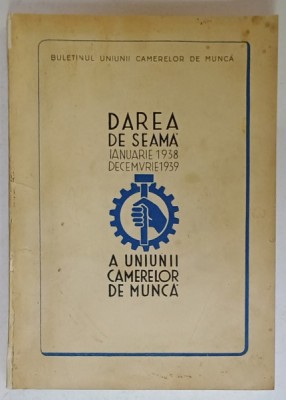 BULETINUL UNIUNII CAMERELOR DE MUNCĂ
DAREA
DE SEAMĂ
IANUARIE 1938
DECEMVRIE 1939
A UNIUNII
CAMERELOR
DE MUNCĂ